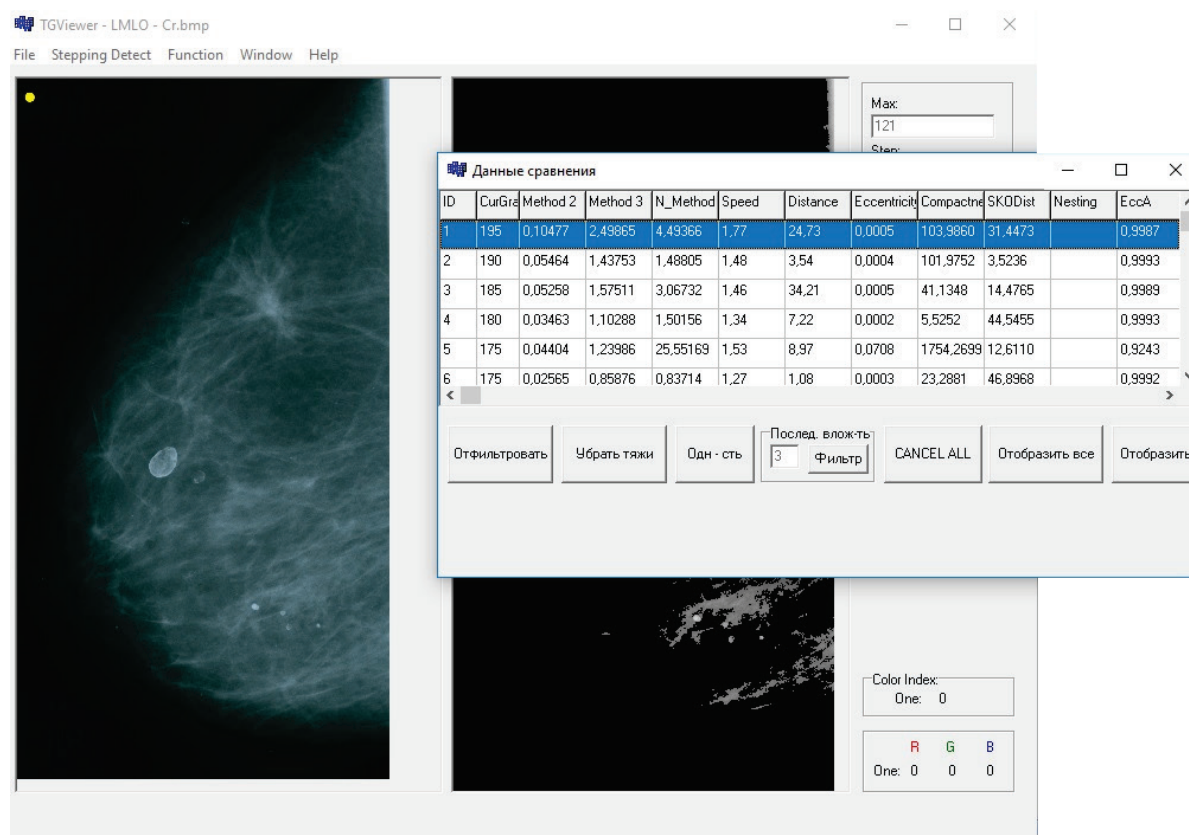 TGViewer - LMLO - Cr.bmp
File Stepping Detect Function Window Help
Max:
121
Step:
Данные сравнения
ID CurGra Method 2 Method 3 N_Method Speed Distance Eccentricity Compactne SKODist Nesting EccA
1 195 0,10477 2,49865 4,49366 1,77 24,73 0,0005 103,9860 31,4473 0,9987
2 190 0,05464 1,43753 1,48805 1,48 3,54 0,0004 101,9752 3,5236 0,9993
3 185 0,05258 1,57511 3,06732 1,46 34,21 0,0005 41,1348 14,4765 0,9989
4 180 0,03463 1,10288 1,50156 1,34 7,22 0,0002 5,5252 44,5455 0,9993
5 175 0,04404 1,23986 25,55169 1,53 8,97 0,0708 1754,2699 12,6110 0,9243
6 175 0,02565 0,85876 0,83714 1,27 1,08 0,0003 23,2881 46,8968 0,9992
Отфильтровать Убрать тяжи Одн - сть Послед. влож-ть 3 Фильтр CANCEL ALL Отобразить все Отобразить
Color Index:
One: 0
R G B
One: 0 0 0